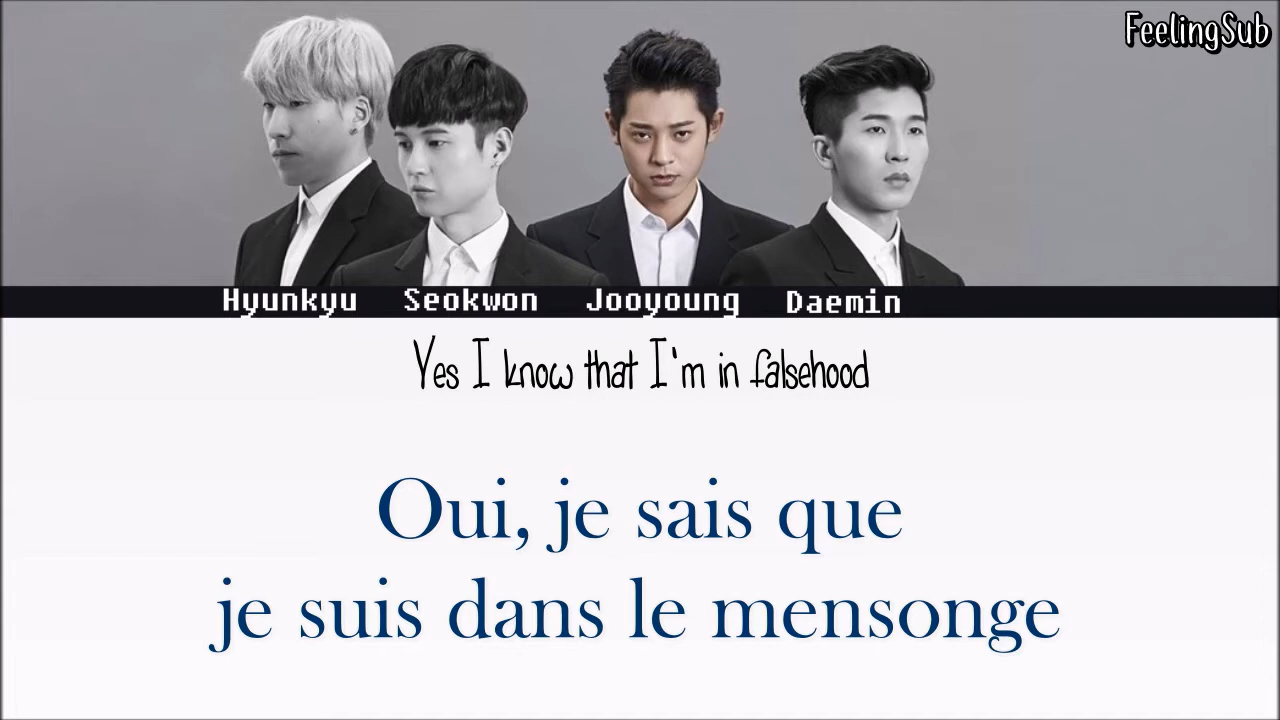 FeelingSub
Hyunkyu Seokwon Jooyoung Daemin
Yes I know that I'm in falsehood
Oui, je sais que
je suis dans le mensonge